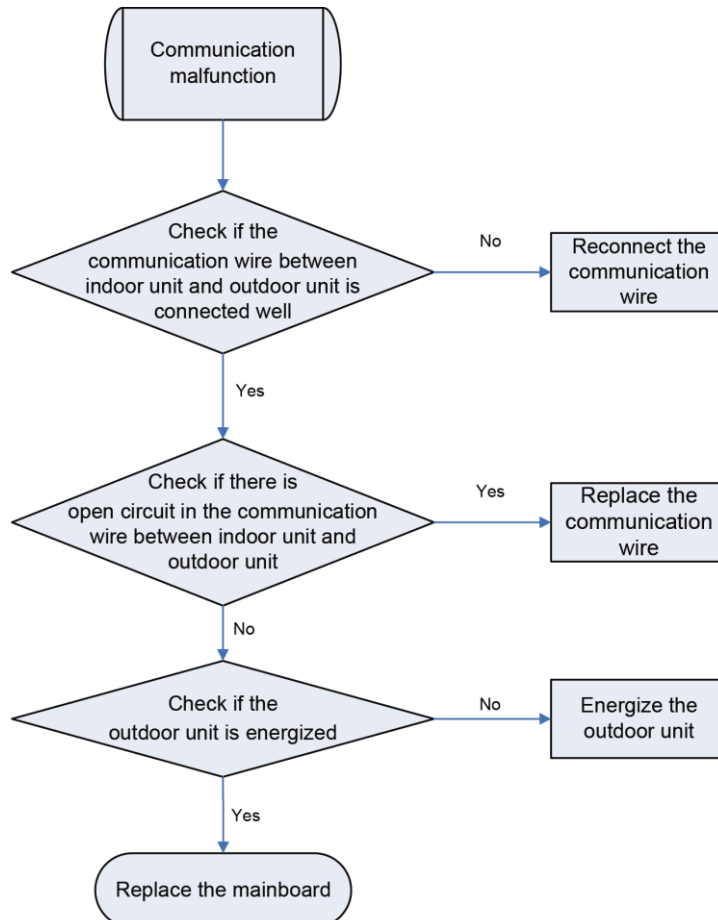 Communication
malfunction
Check if the
communication wire between
indoor unit and outdoor unit is
connected well
No
Reconnect the
communication
wire
Yes
Check if there is
open circuit in the communication
wire between indoor unit and
outdoor unit
Yes
Replace the
communication
wire
No
Check if the
outdoor unit is energized
No
Energize the
outdoor unit
Yes
Replace the mainboard